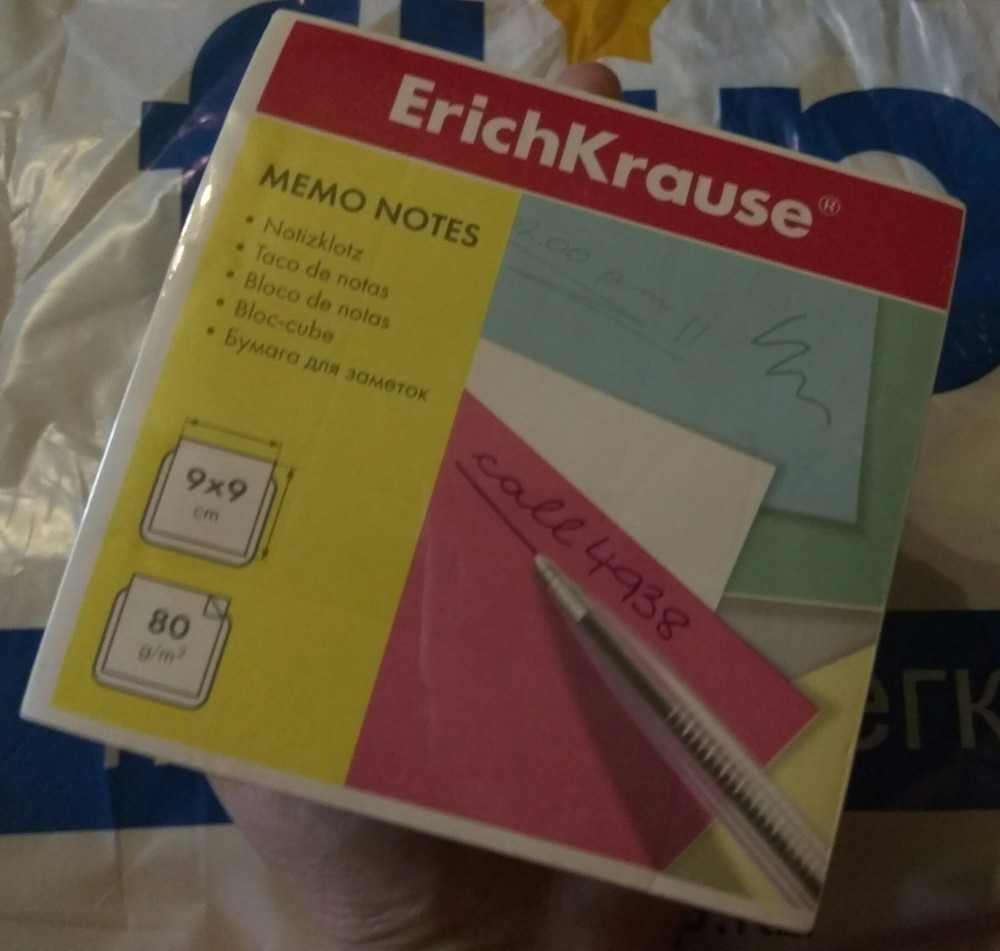 ErichKrause®
MEMO NOTES
• Notizklotz
• Taco de notas
• Bloco de notas
• Bloc-cube
• Бумага для заметок
9x9
cm
80
g/m²
2.00 p.m !!
call 4938